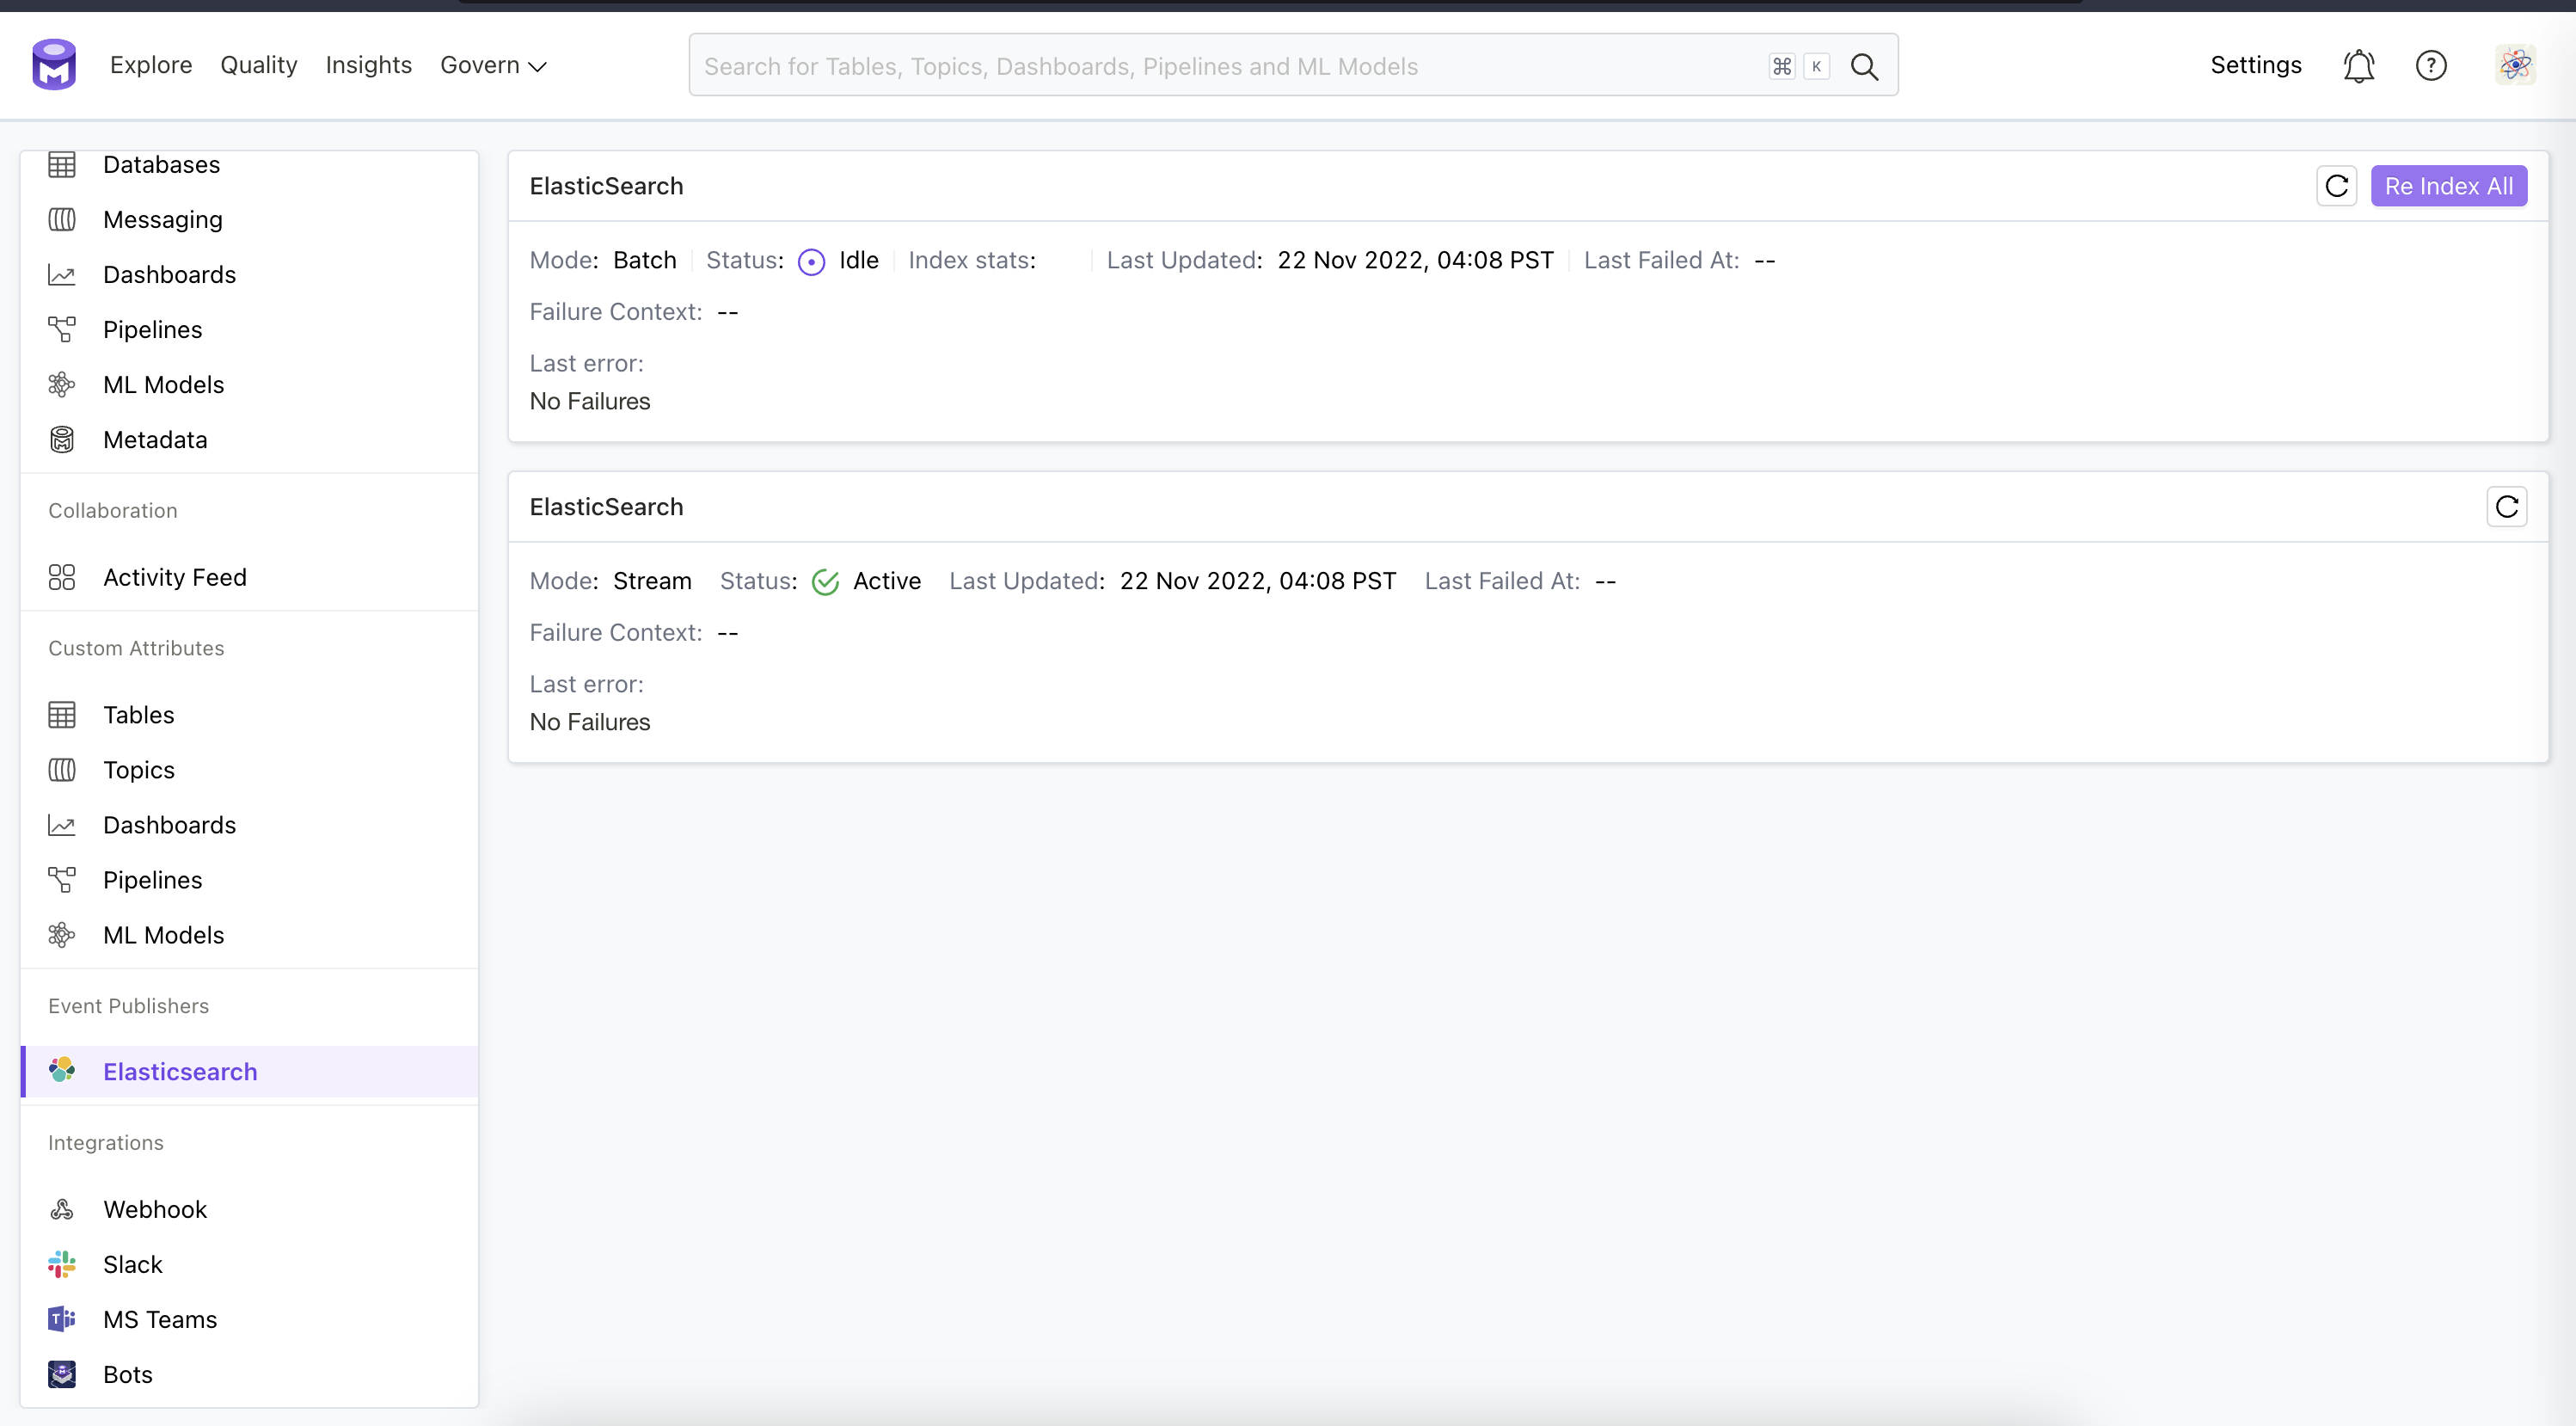 Explore Quality Insights Govern
Search for Tables, Topics, Dashboards, Pipelines and ML Models
⌘ K
Settings
Databases
Messaging
Dashboards
Pipelines
ML Models
Metadata
Collaboration
Activity Feed
Custom Attributes
Tables
Topics
Dashboards
Pipelines
ML Models
Event Publishers
Elasticsearch
Integrations
Webhook
Slack
MS Teams
Bots
ElasticSearch
Re Index All
Mode: Batch Status: Idle Index stats: Last Updated: 22 Nov 2022, 04:08 PST Last Failed At: --
Failure Context: --
Last error:
No Failures
ElasticSearch
Mode: Stream Status: Active Last Updated: 22 Nov 2022, 04:08 PST Last Failed At: --
Failure Context: --
Last error:
No Failures